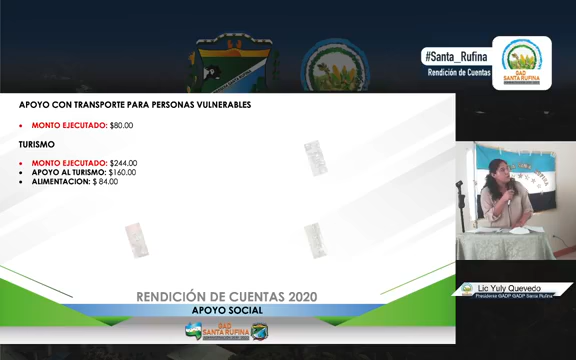 #Santa_Rufina
Rendición de Cuentas
GAD
SANTA RUFINA
APOYO CON TRANSPORTE PARA PERSONAS VULNERABLES
MONTO EJECUTADO: $80.00
TURISMO
MONTO EJECUTADO: $244.00
APOYO AL TURISMO: $160.00
ALIMENTACION: $ 84.00
RENDICIÓN DE CUENTAS 2020
APOYO SOCIAL
GAD
SANTA RUFINA
Lic Yuly Quevedo
Presidente GADP GADP Santa Rufina